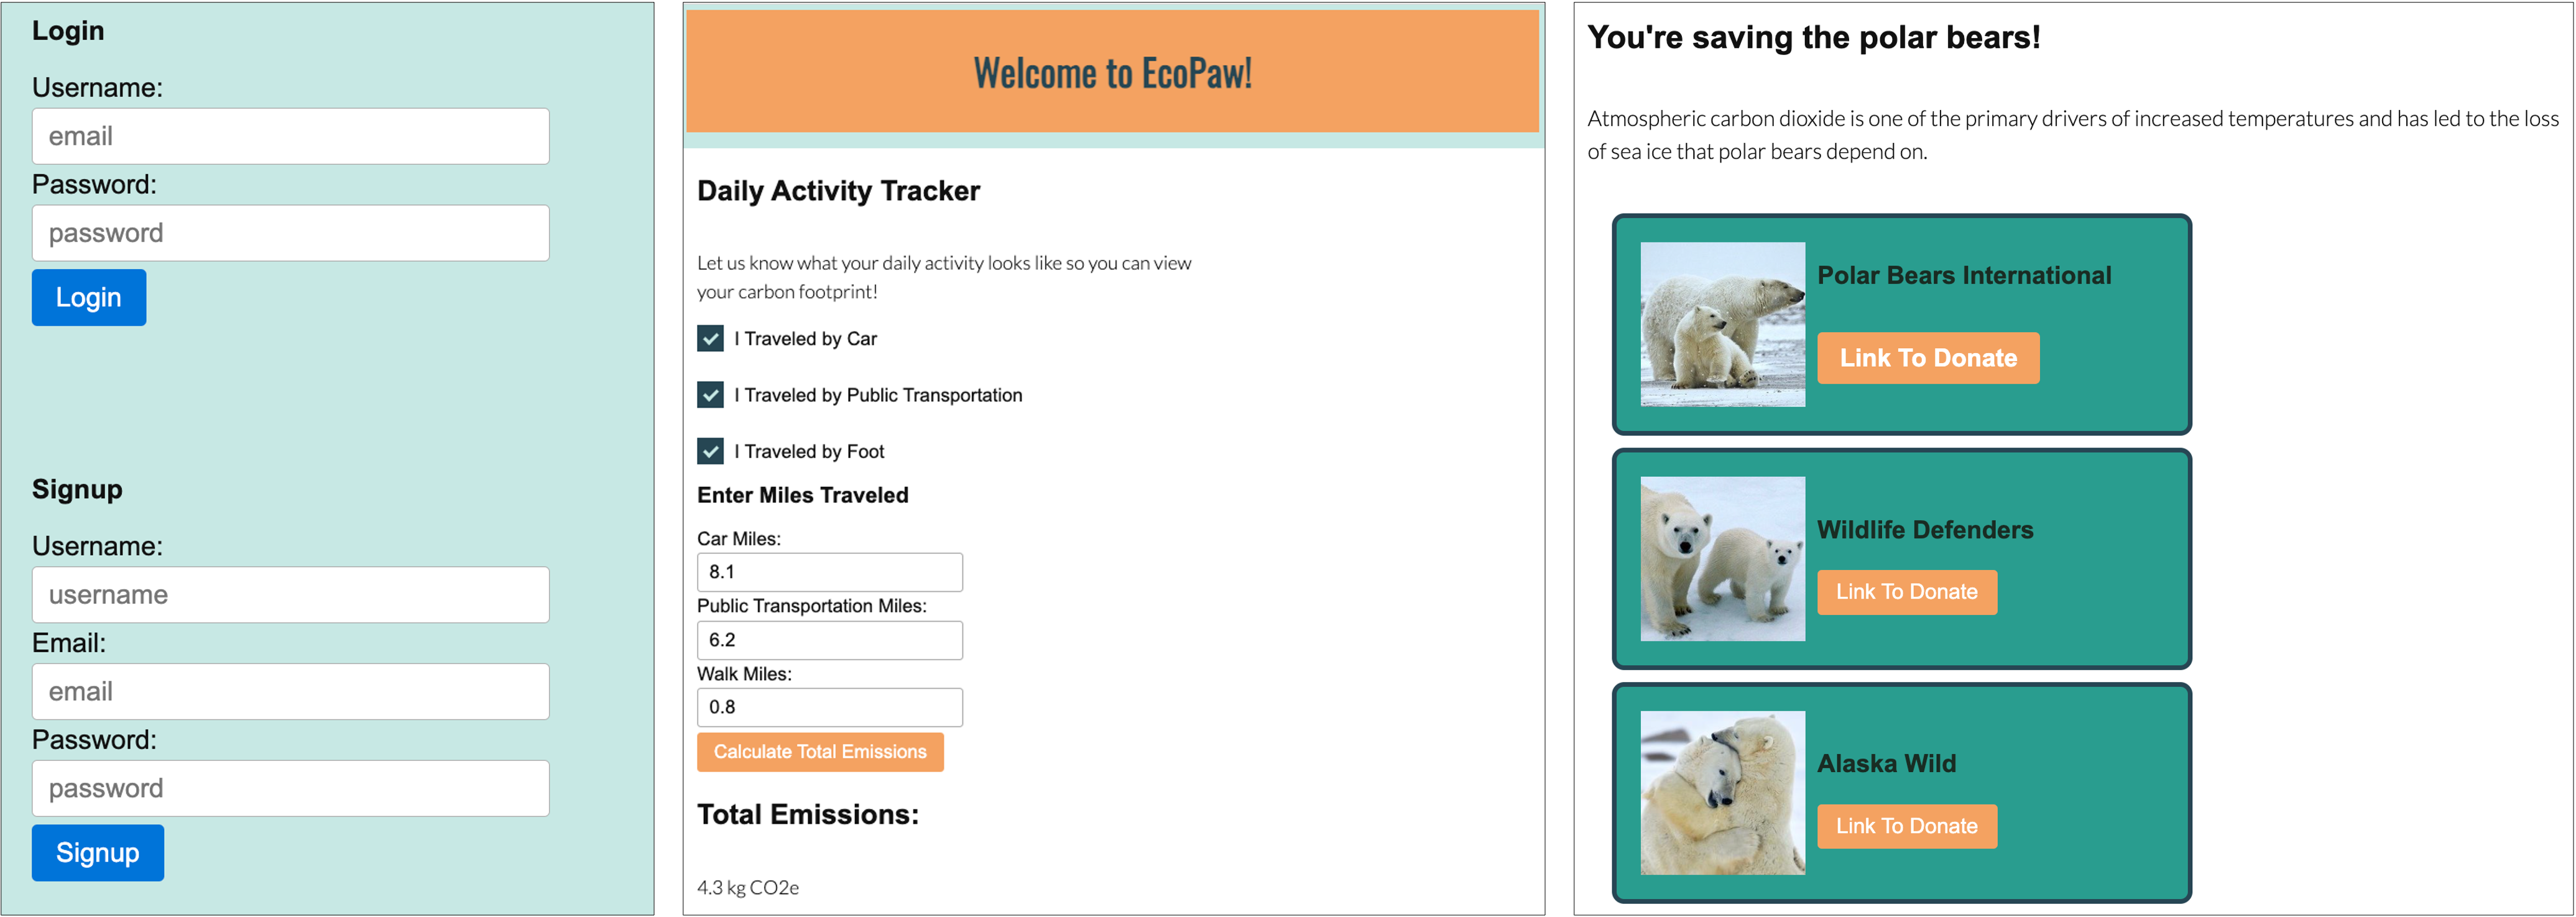 Login
Username:
email
Password:
password
Login
Signup
Username:
username
Email:
email
Password:
password
Signup
Welcome to EcoPaw!
Daily Activity Tracker
Let us know what your daily activity looks like so you can view
your carbon footprint!
I Traveled by Car
I Traveled by Public Transportation
I Traveled by Foot
Enter Miles Traveled
Car Miles:
8.1
Public Transportation Miles:
6.2
Walk Miles:
0.8
Calculate Total Emissions
Total Emissions:
4.3 kg CO2e
You're saving the polar bears!
Atmospheric carbon dioxide is one of the primary drivers of increased temperatures and has led to the loss
of sea ice that polar bears depend on.
Polar Bears International
Link To Donate
Wildlife Defenders
Link To Donate
Alaska Wild
Link To Donate